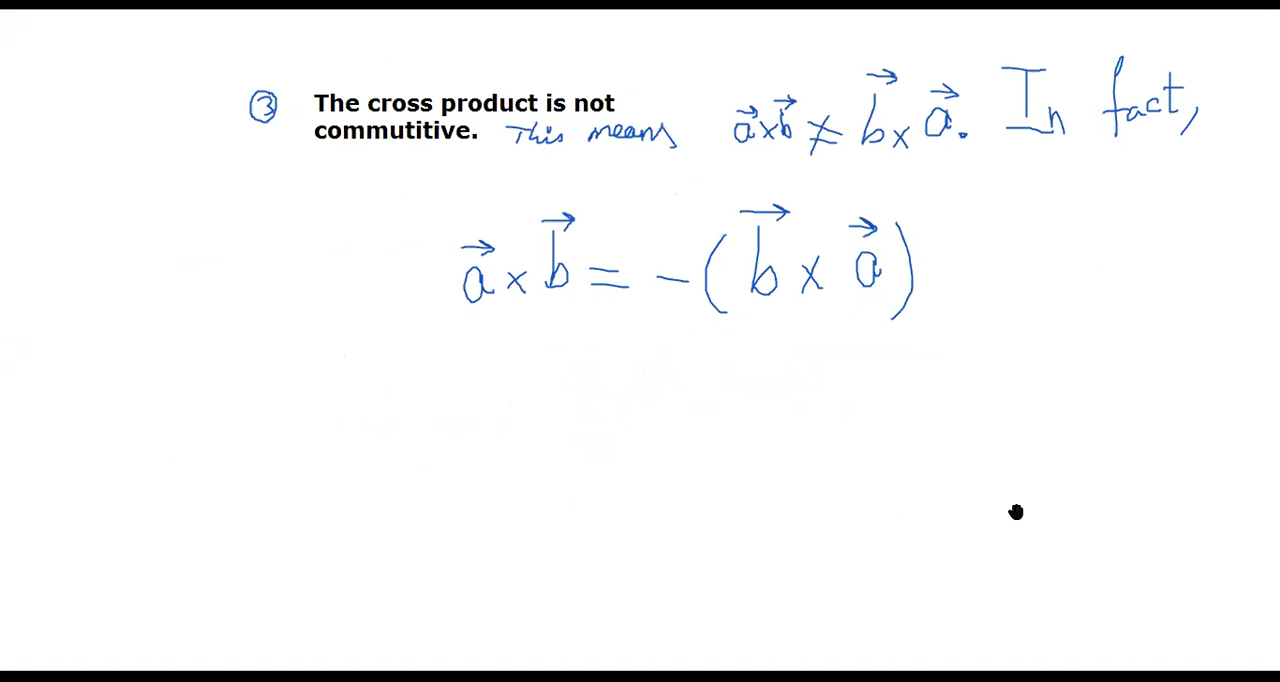 ③ The cross product is not
commutitive. This means a⃗ × b⃗ ≠ b⃗ × a⃗. In fact,
a⃗ × b⃗ = -(b⃗ × a⃗)